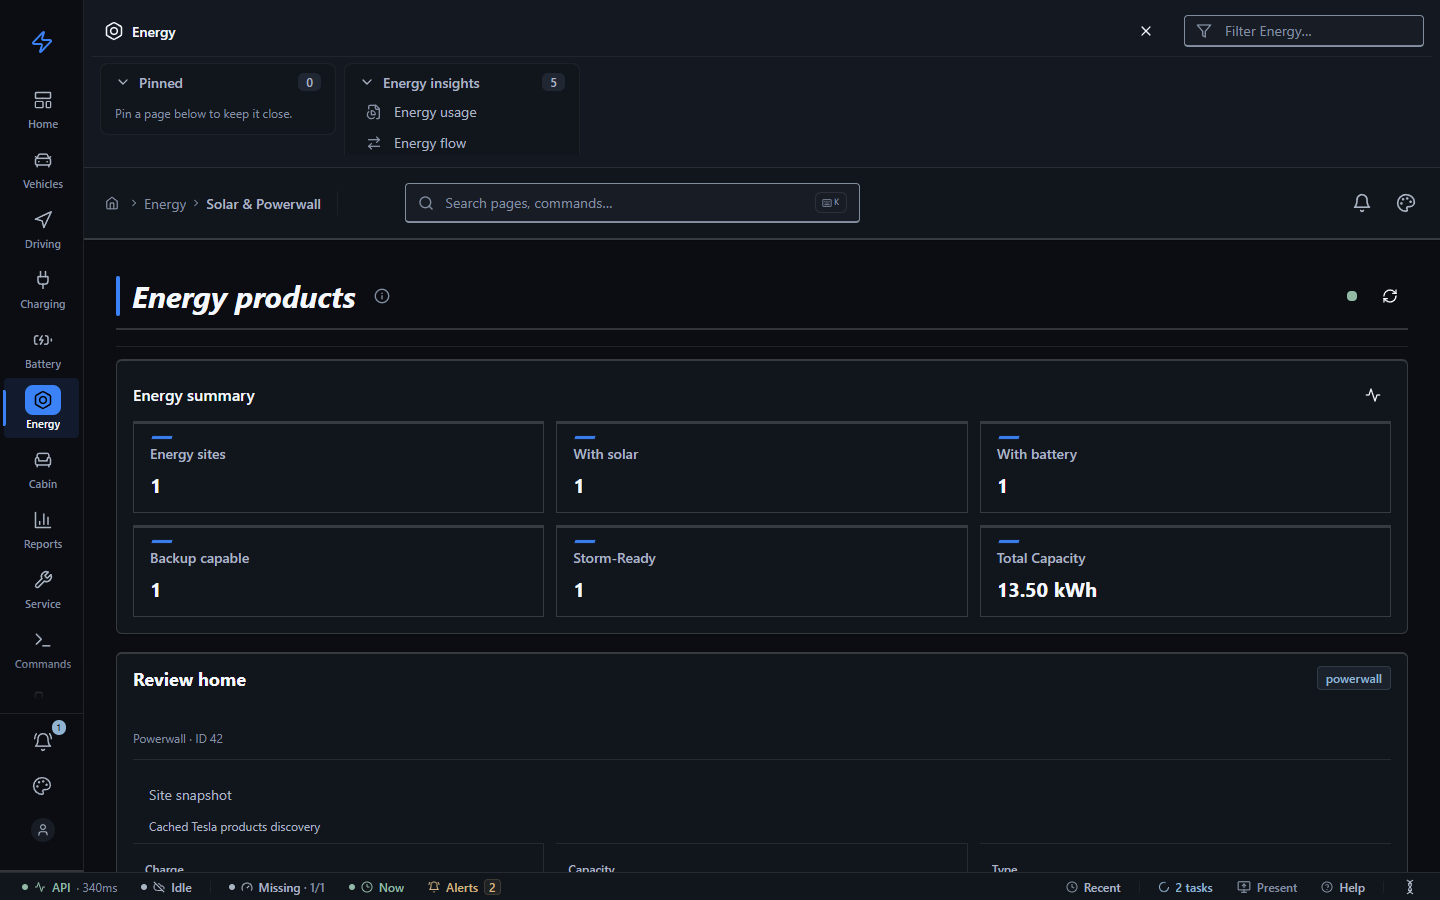 Energy
Filter Energy...
Home
Vehicles
Driving
Charging
Battery
Energy
Cabin
Reports
Service
Commands
1
Pinned
0
Pin a page below to keep it close.
Energy insights
5
Energy usage
Energy flow
Energy
Solar & Powerwall
Search pages, commands...
K
Energy products
Energy summary
Energy sites
1
With solar
1
With battery
1
Backup capable
1
Storm-Ready
1
Total Capacity
13.50 kWh
Review home
powerwall
Powerwall · ID 42
Site snapshot
Cached Tesla products discovery
Charge
Capacity
Type
API · 340ms
Idle
Missing · 1/1
Now
Alerts 2
Recent
2 tasks
Present
Help